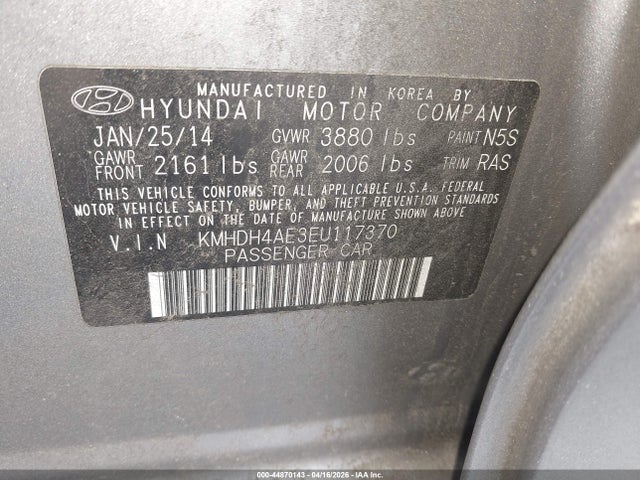 MANUFACTURED IN KOREA BY
HYUNDAI MOTOR COMPANY
JAN/25/14 GVWR 3880 lbs PAINT N5S
GAWR FRONT 2161 lbs GAWR REAR 2006 lbs TRIM RAS
THIS VEHICLE CONFORMS TO ALL APPLICABLE U.S.A. FEDERAL
MOTOR VEHICLE SAFETY, BUMPER, AND THEFT PREVENTION STANDARDS
IN EFFECT ON THE DATE OF MANUFACTURE SHOWN ABOVE
V.I.N KMHDH4AE3EU117370
PASSENGER CAR
000-44870143 - 04/16/2026 - IAA Inc.